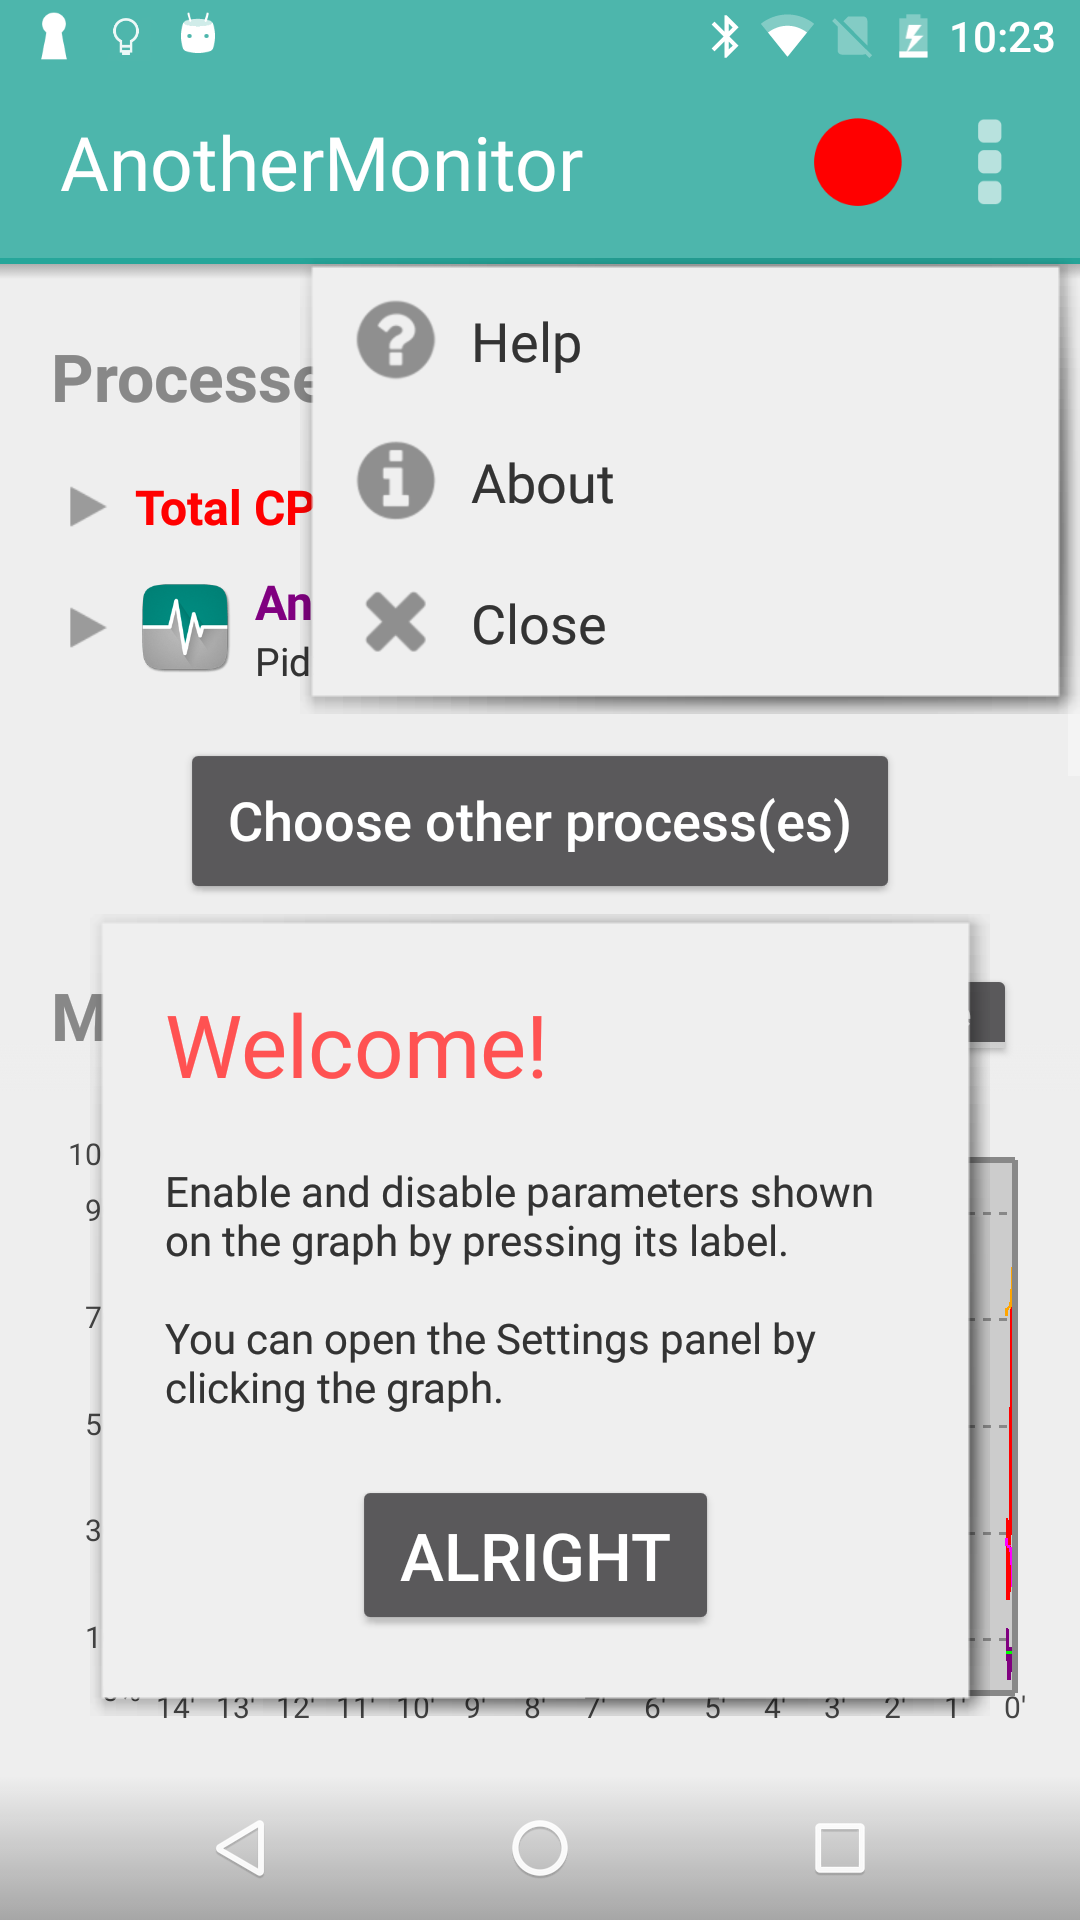 10:23
AnotherMonitor
Help
About
Close
Processe
Total CP
An
Pid
Choose other process(es)
M
Welcome!
Enable and disable parameters shown
on the graph by pressing its label.
You can open the Settings panel by
clicking the graph.
ALRIGHT
10
9
7
5
3
1
14' 13' 12' 11' 10' 9' 8' 7' 6' 5' 4' 3' 2' 1' 0'